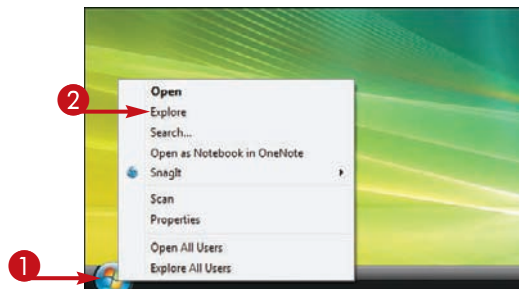 2
Open
Explore
Search...
Open as Notebook in OneNote
SnagIt
Scan
Properties
Open All Users
Explore All Users
1